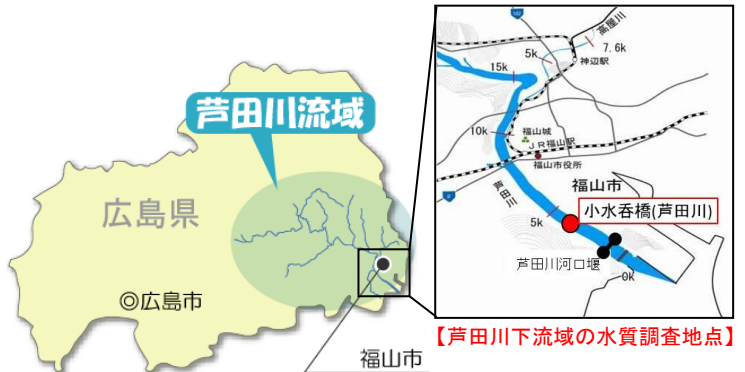 芦田川流域
広島県
◎広島市
福山市
高屋川
7.6k
5k
神辺駅
15k
10k
福山城
JR福山駅
福山市役所
芦田川
福山市
小水呑橋(芦田川)
5k
芦田川河口堰
0k
【芦田川下流域の水質調査地点】